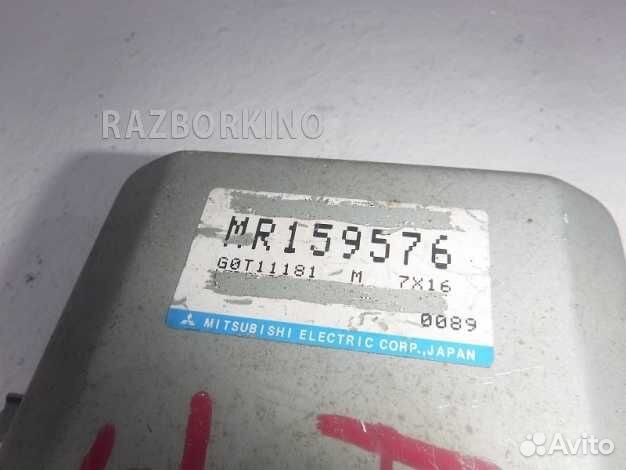 RAZBORKINO
MR159576
G0T11181 M 7X16
0089
MITSUBISHI ELECTRIC CORP., JAPAN
Avito